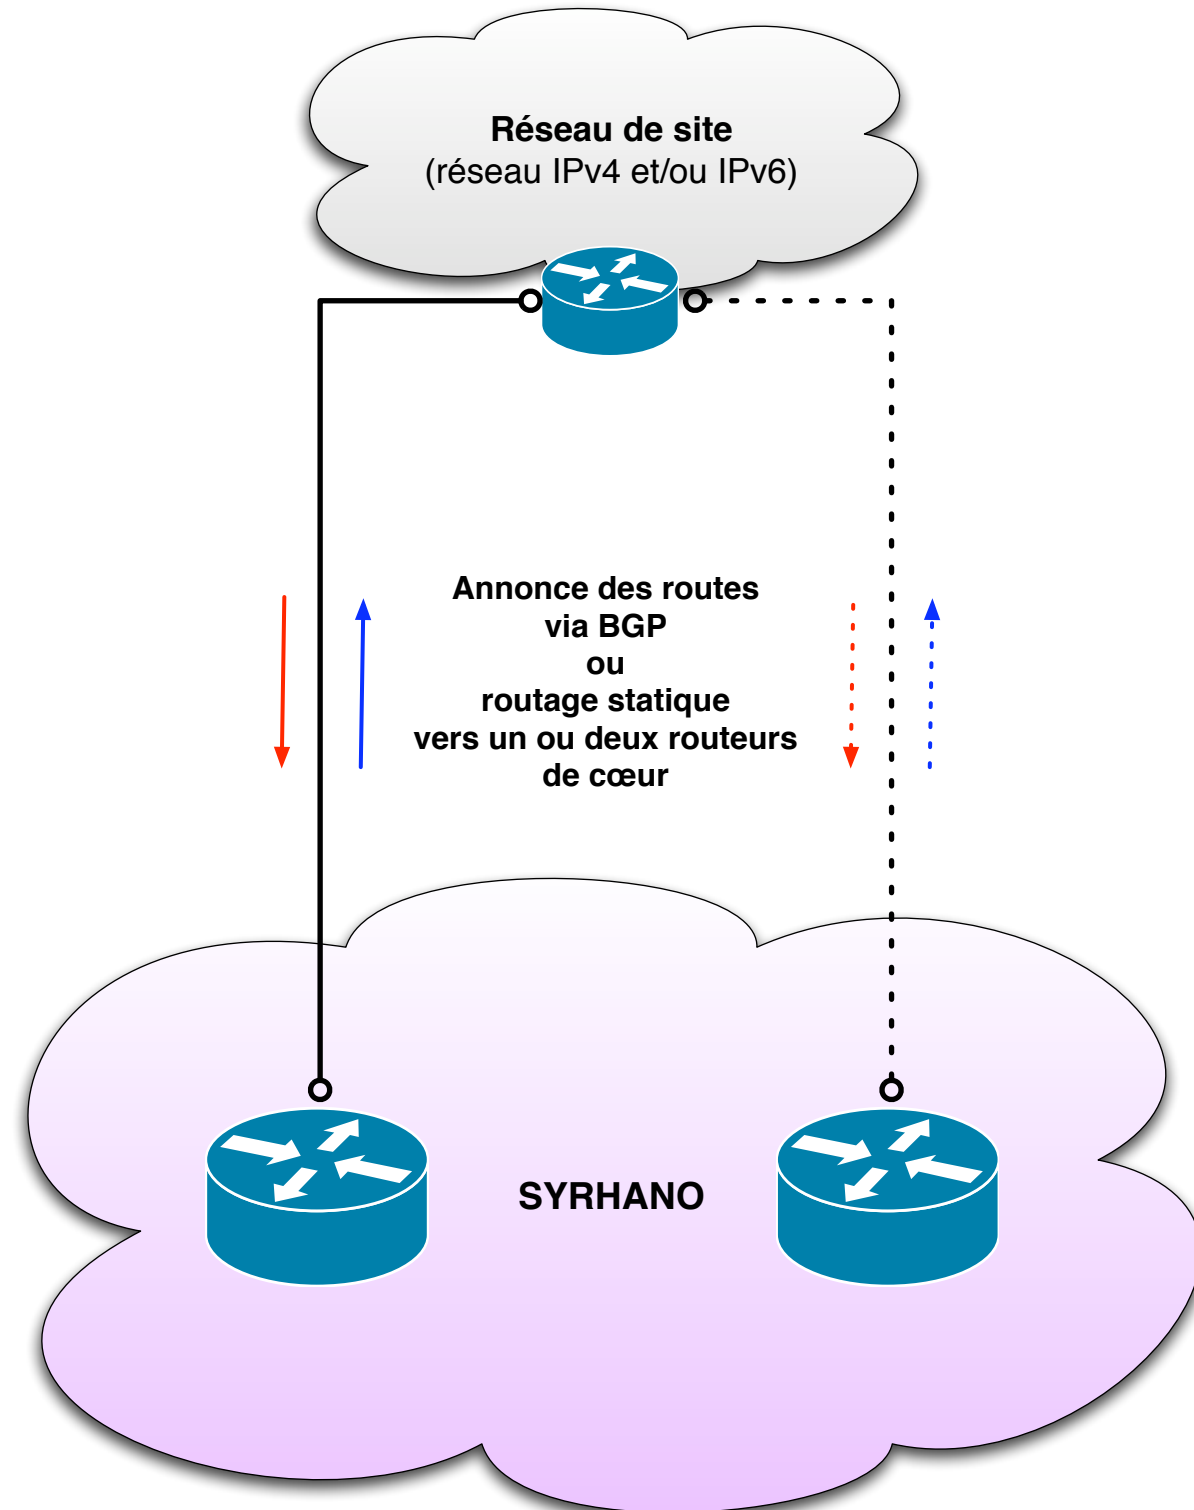 Réseau de site
(réseau IPv4 et/ou IPv6)
Annonce des routes
via BGP
ou
routage statique
vers un ou deux routeurs
de cœur
SYRHANO